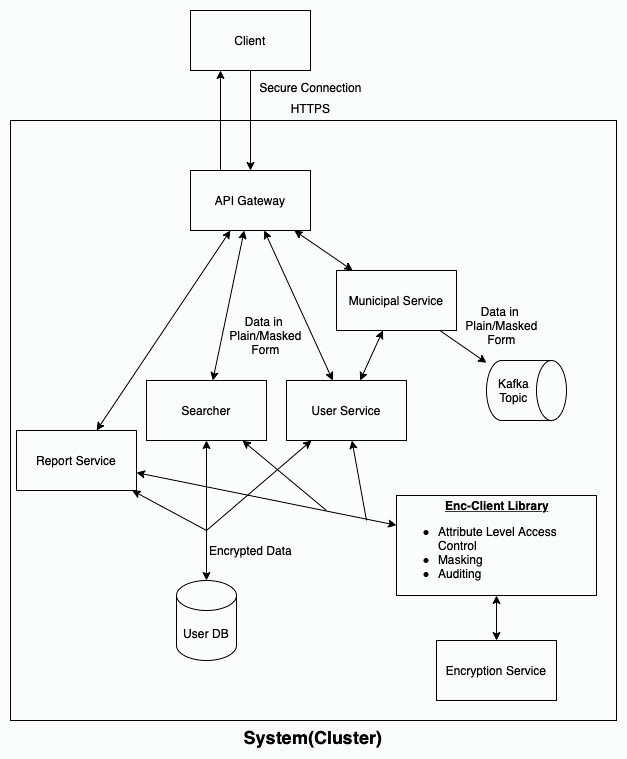 Client
Secure Connection
HTTPS
API Gateway
Municipal Service
Data in
Plain/Masked
Form
Data in
Plain/Masked
Form
Kafka
Topic
Searcher
User Service
Report Service
Enc-Client Library
• Attribute Level Access
Control
• Masking
• Auditing
Encrypted Data
User DB
Encryption Service
System(Cluster)